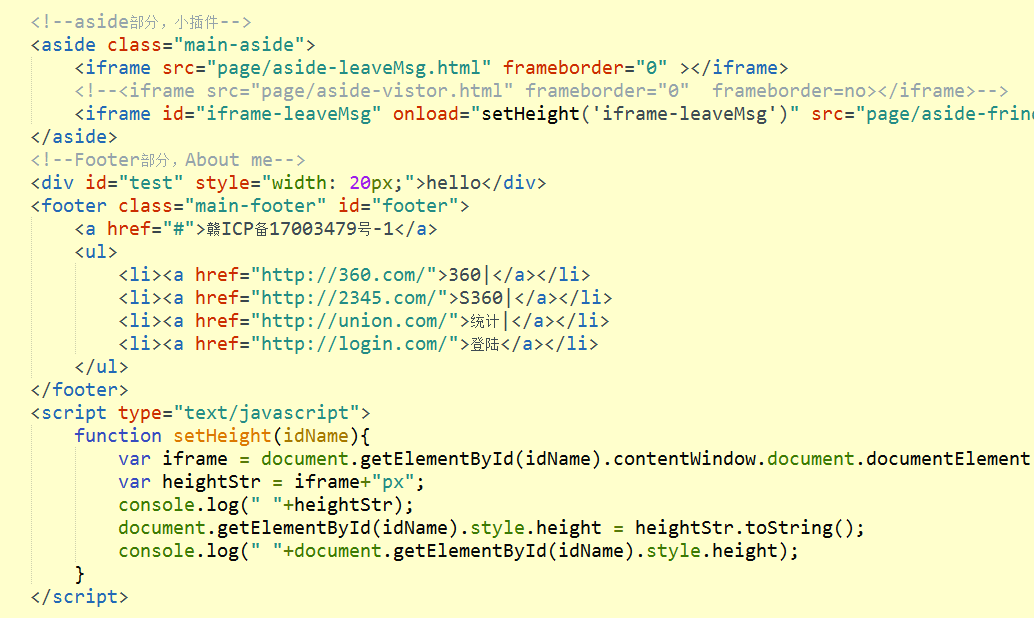 <!--aside部分，小插件-->
<aside class="main-aside">
<iframe src="page/aside-leaveMsg.html" frameborder="0" ></iframe>
<!--<iframe src="page/aside-vistor.html" frameborder="0"  frameborder=no></iframe>-->
<iframe id="iframe-leaveMsg" onload="setHeight('iframe-leaveMsg')" src="page/aside-frin
</aside>
<!--Footer部分，About me-->
<div id="test" style="width: 20px;">hello</div>
<footer class="main-footer" id="footer">
<a href="#">赣ICP备17003479号-1</a>
<ul>
<li><a href="http://360.com/">360|</a></li>
<li><a href="http://2345.com/">S360|</a></li>
<li><a href="http://union.com/">统计|</a></li>
<li><a href="http://login.com/">登陆</a></li>
</ul>
</footer>
<script type="text/javascript">
function setHeight(idName){
var iframe = document.getElementById(idName).contentWindow.document.documentElement
var heightStr = iframe+"px";
console.log(" "+heightStr);
document.getElementById(idName).style.height = heightStr.toString();
console.log(" "+document.getElementById(idName).style.height);
}
</script>